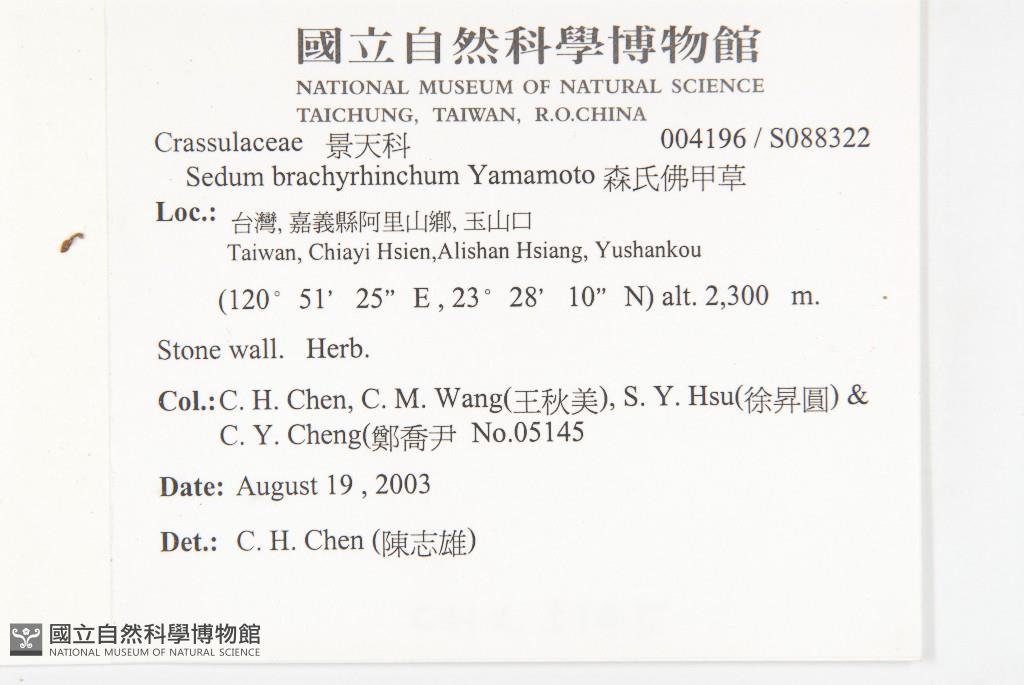 國立自然科學博物館
NATIONAL MUSEUM OF NATURAL SCIENCE
TAICHUNG, TAIWAN, R.O.CHINA
Crassulaceae 景天科 004196 / S088322
Sedum brachyrhinchum Yamamoto 森氏佛甲草
Loc.: 台灣, 嘉義縣阿里山鄉, 玉山口
Taiwan, Chiayi Hsien,Alishan Hsiang, Yushankou
(120° 51’ 25” E , 23° 28’ 10” N) alt. 2,300 m.
Stone wall. Herb.
Col.: C. H. Chen, C. M. Wang(王秋美), S. Y. Hsu(徐昇圓) &
C. Y. Cheng(鄭喬尹 No.05145
Date: August 19 , 2003
Det.: C. H. Chen (陳志雄)
國立自然科學博物館
NATIONAL MUSEUM OF NATURAL SCIENCE